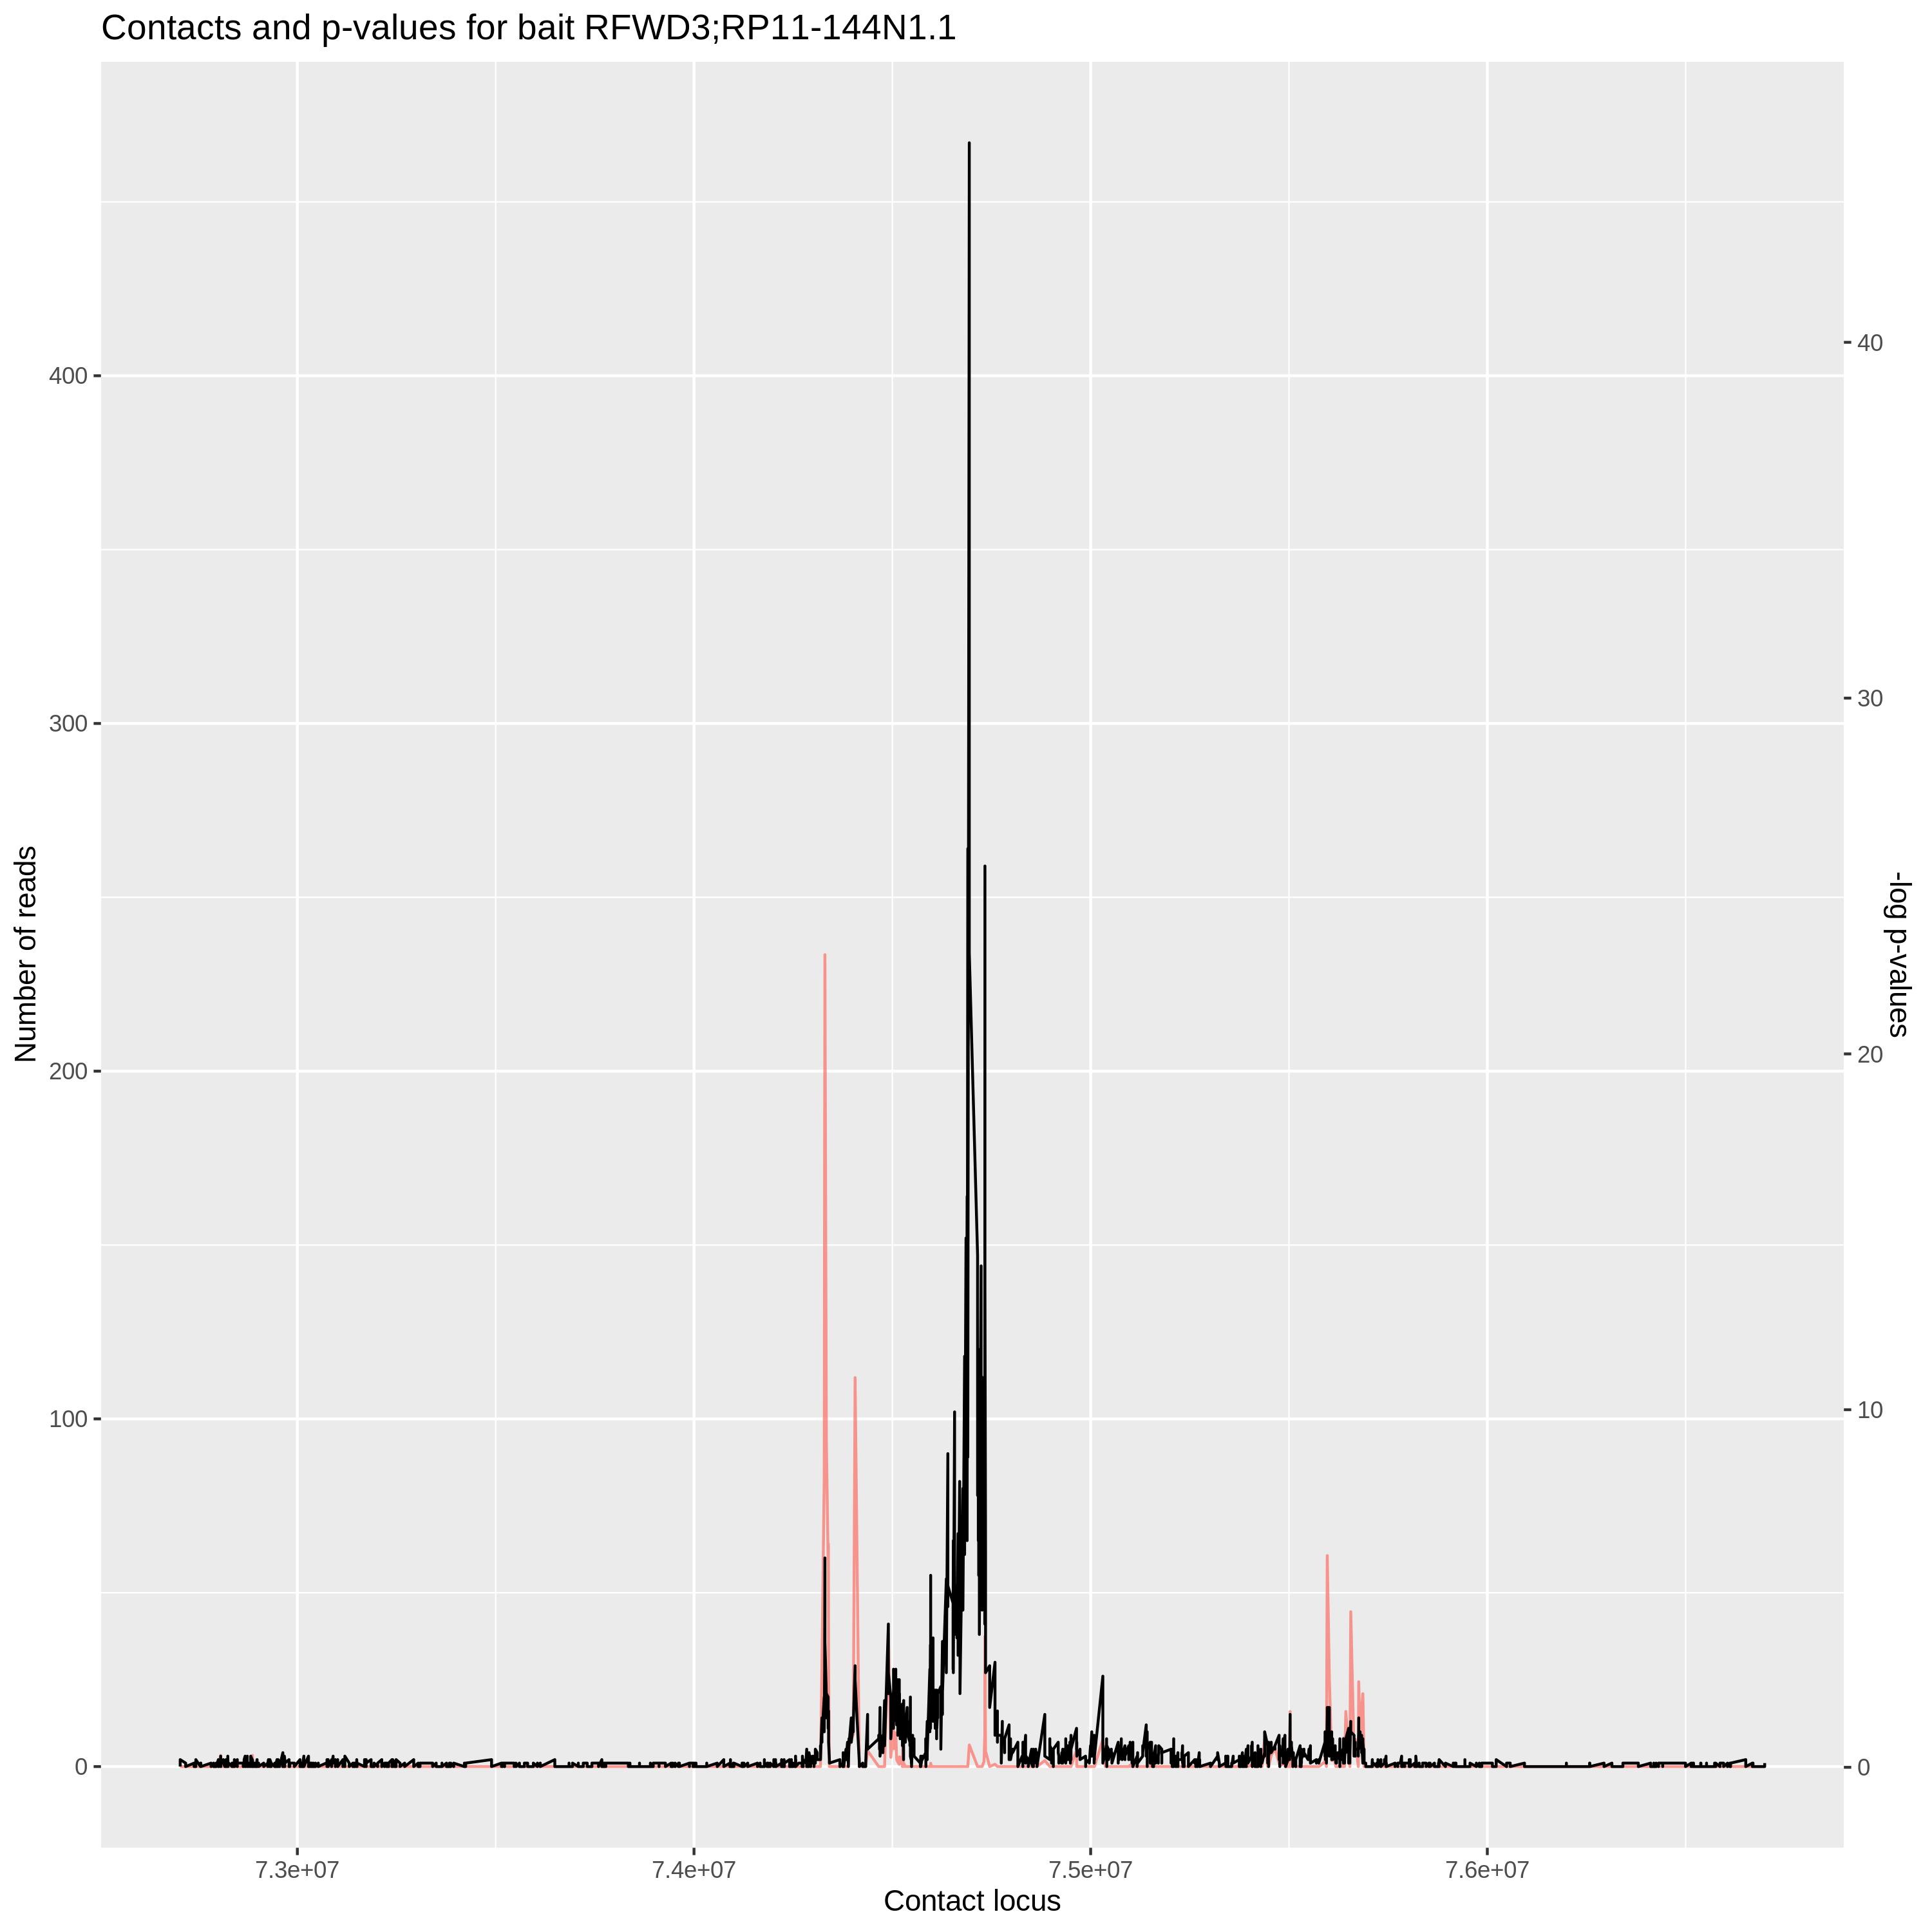 Contacts and p-values for bait RFWD3;RP11-144N1.1
400
300
200
100
0
Number of reads
40
30
20
10
0
-log p-values
7.3e+07 7.4e+07 7.5e+07 7.6e+07
Contact locus